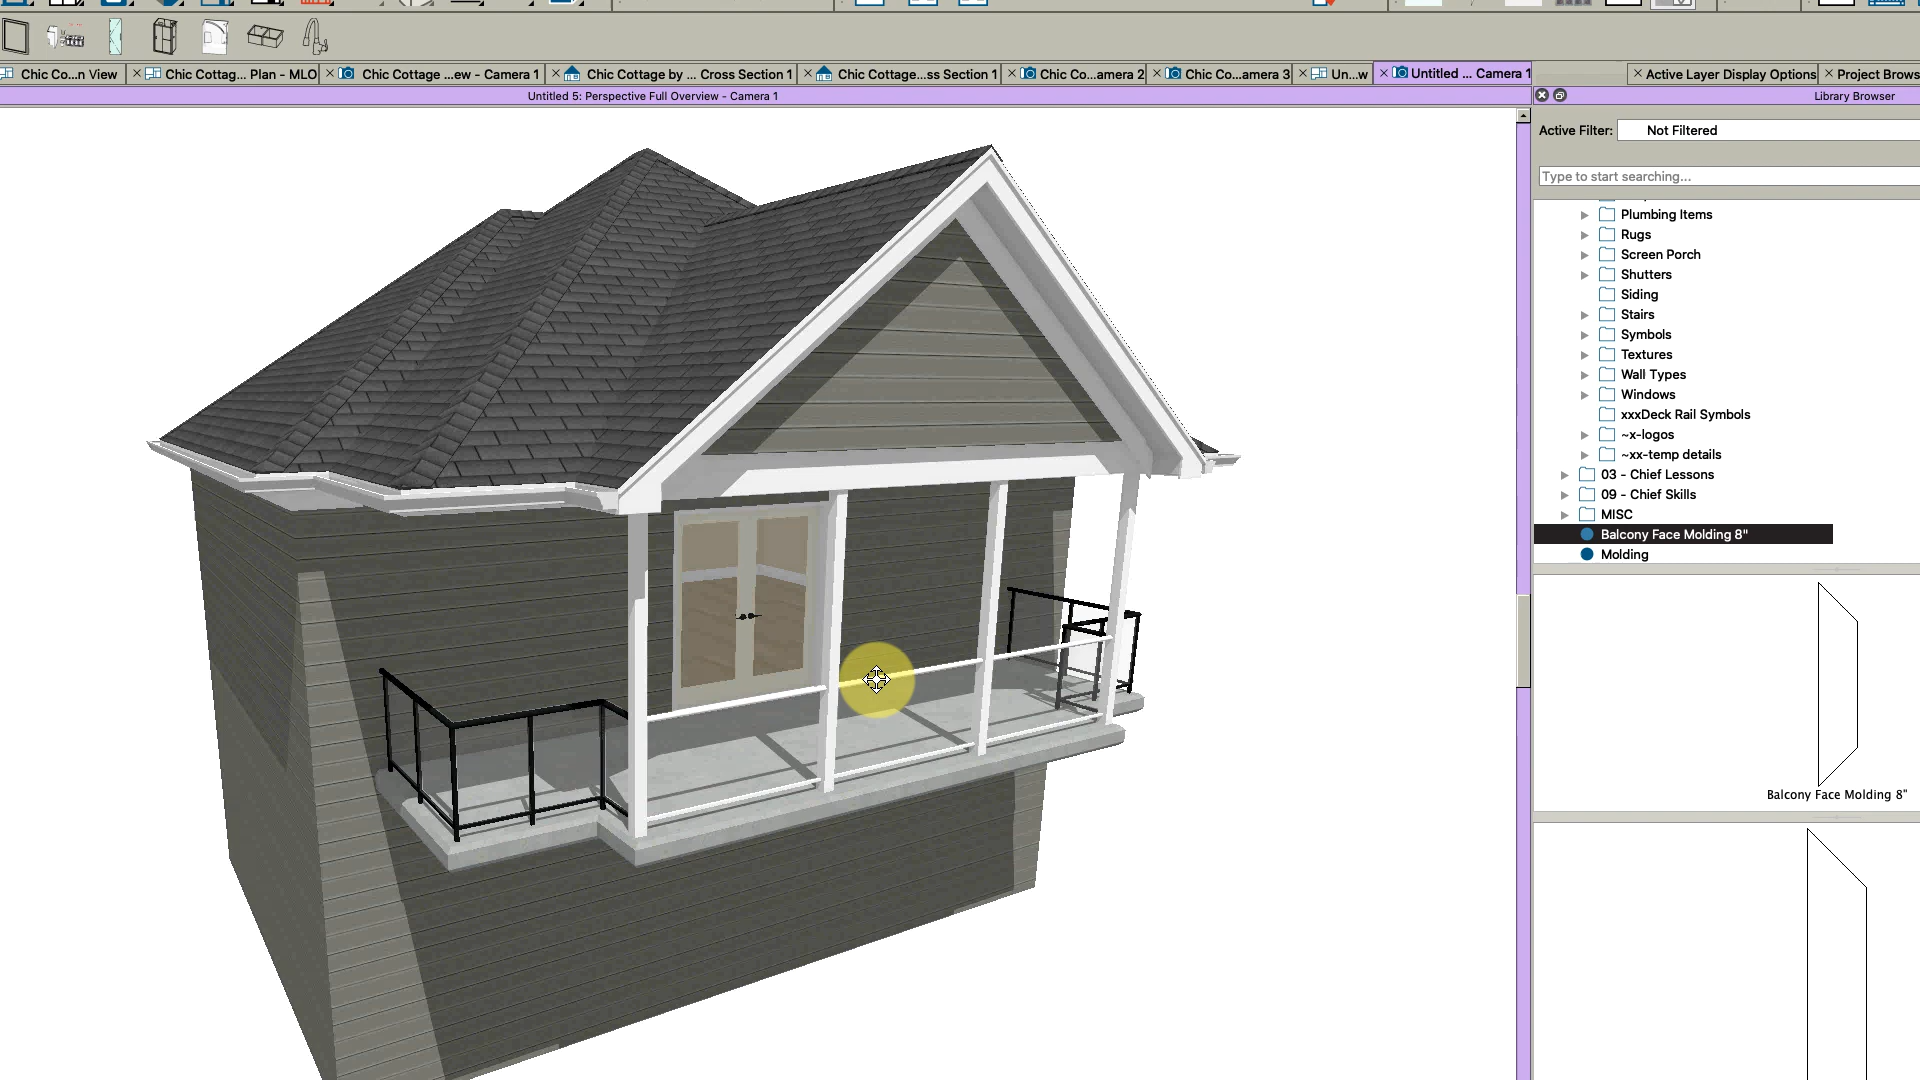 Chic Co...n View
Chic Cottag... Plan - MLO
Chic Cottage ...ew - Camera 1
Chic Cottage by ... Cross Section 1
Chic Cottage...ss Section 1
Chic Co...amera 2
Chic Co...amera 3
Un...w
Untitled ... Camera 1
Active Layer Display Options
Project Brows
Untitled 5: Perspective Full Overview - Camera 1
Library Browser
Active Filter: Not Filtered
Type to start searching...
Plumbing Items
Rugs
Screen Porch
Shutters
Siding
Stairs
Symbols
Textures
Wall Types
Windows
xxxDeck Rail Symbols
~x-logos
~xx-temp details
03 - Chief Lessons
09 - Chief Skills
MISC
Balcony Face Molding 8"
Molding
Balcony Face Molding 8"